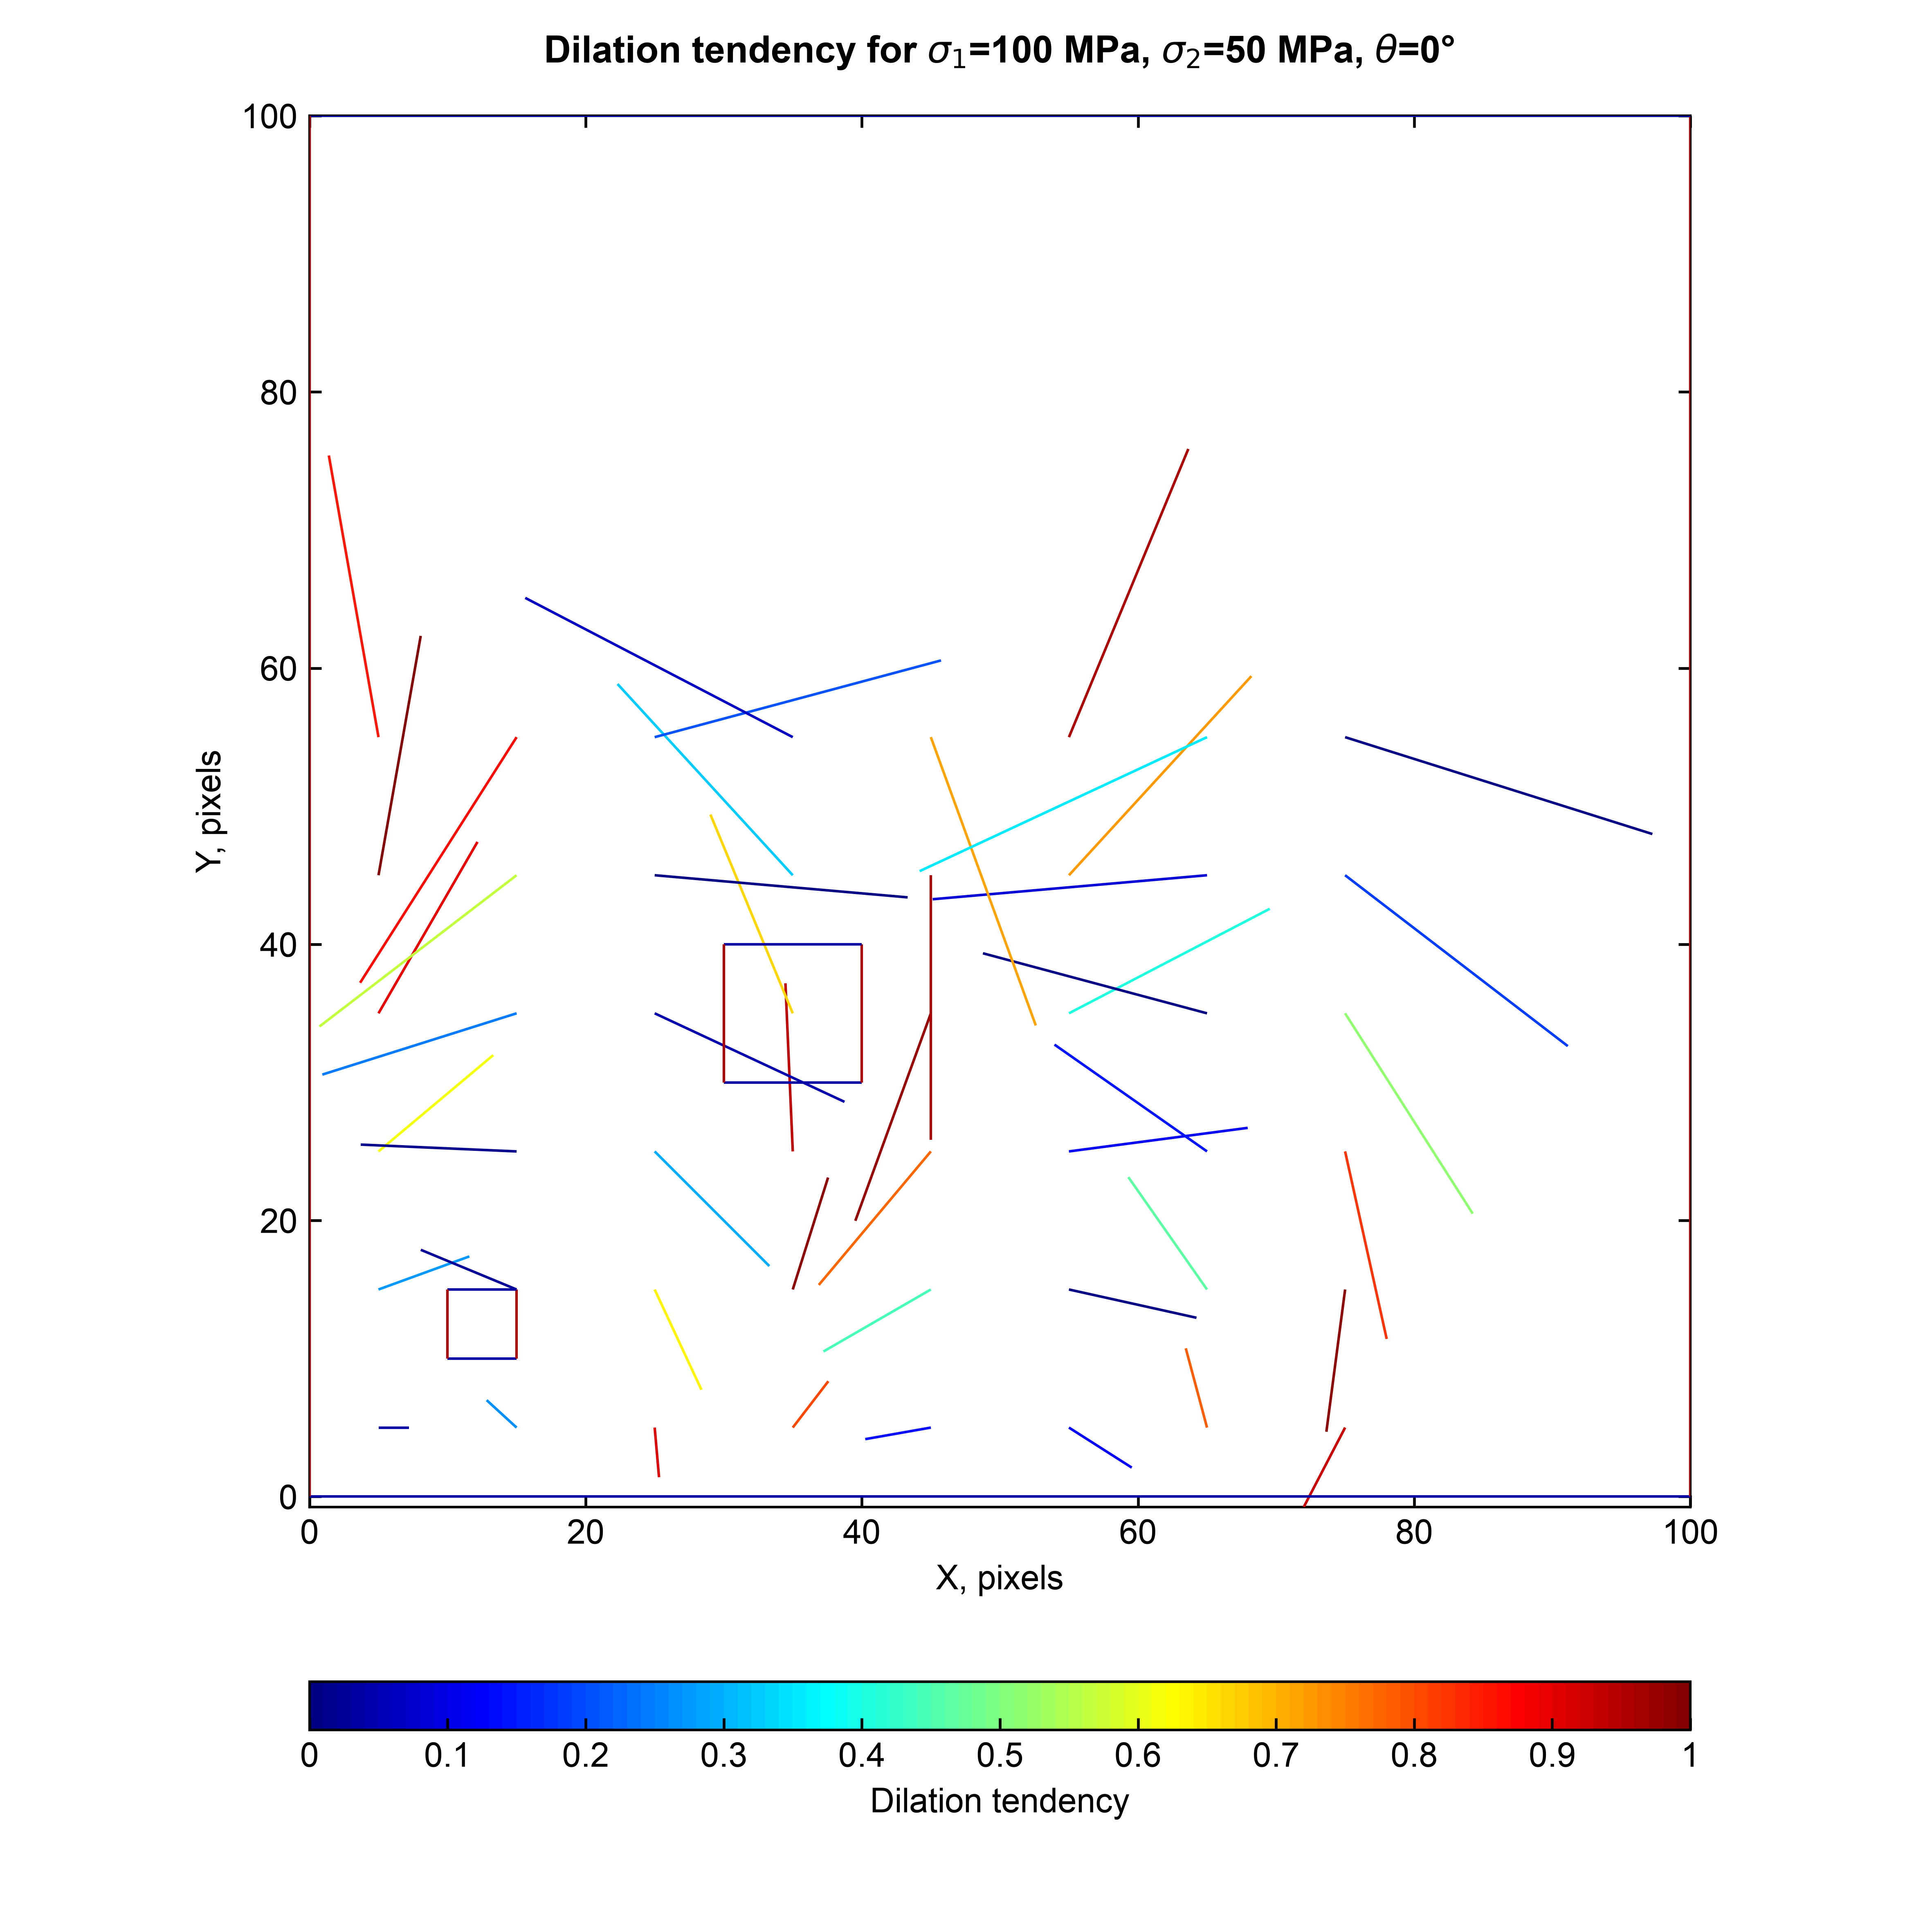 Dilation tendency for σ1=100 MPa, σ2=50 MPa, θ=0°
100
80
60
40
20
0
Y, pixels
0 20 40 60 80 100
X, pixels
0 0.1 0.2 0.3 0.4 0.5 0.6 0.7 0.8 0.9 1
Dilation tendency